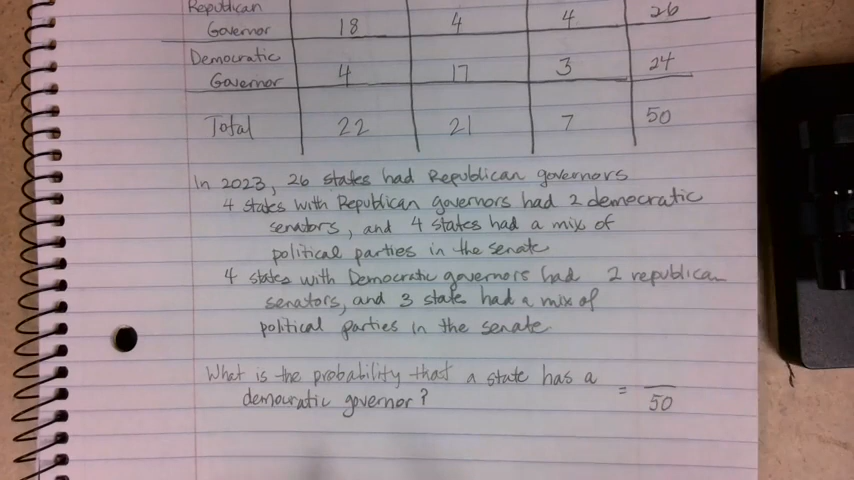 Republican
Governor 18 4 4 26
Democratic
Governor 4 17 3 24
Total 22 21 7 50
In 2023, 26 states had Republican governors
4 states with Republican governors had 2 democratic
senators, and 4 states had a mix of
political parties in the senate
4 states with Democratic governors had 2 republican
senators, and 3 state had a mix of
political parties in the senate
What is the probability that a state has a
democratic governor? = __/50